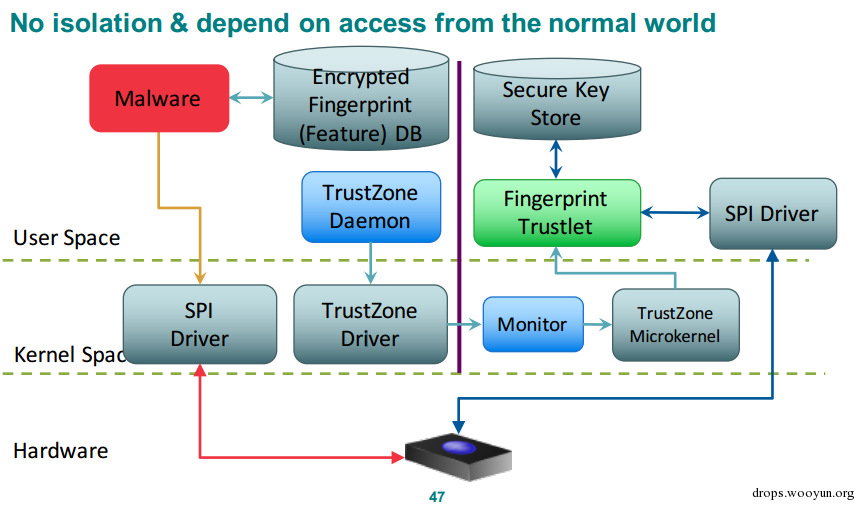 No isolation & depend on access from the normal world
Malware
Encrypted
Fingerprint
(Feature) DB
Secure Key
Store
TrustZone
Daemon
Fingerprint
Trustlet
SPI Driver
User Space
SPI
Driver
TrustZone
Driver
Monitor
TrustZone
Microkernel
Kernel Spac
Hardware
47
drops.wooyun.org